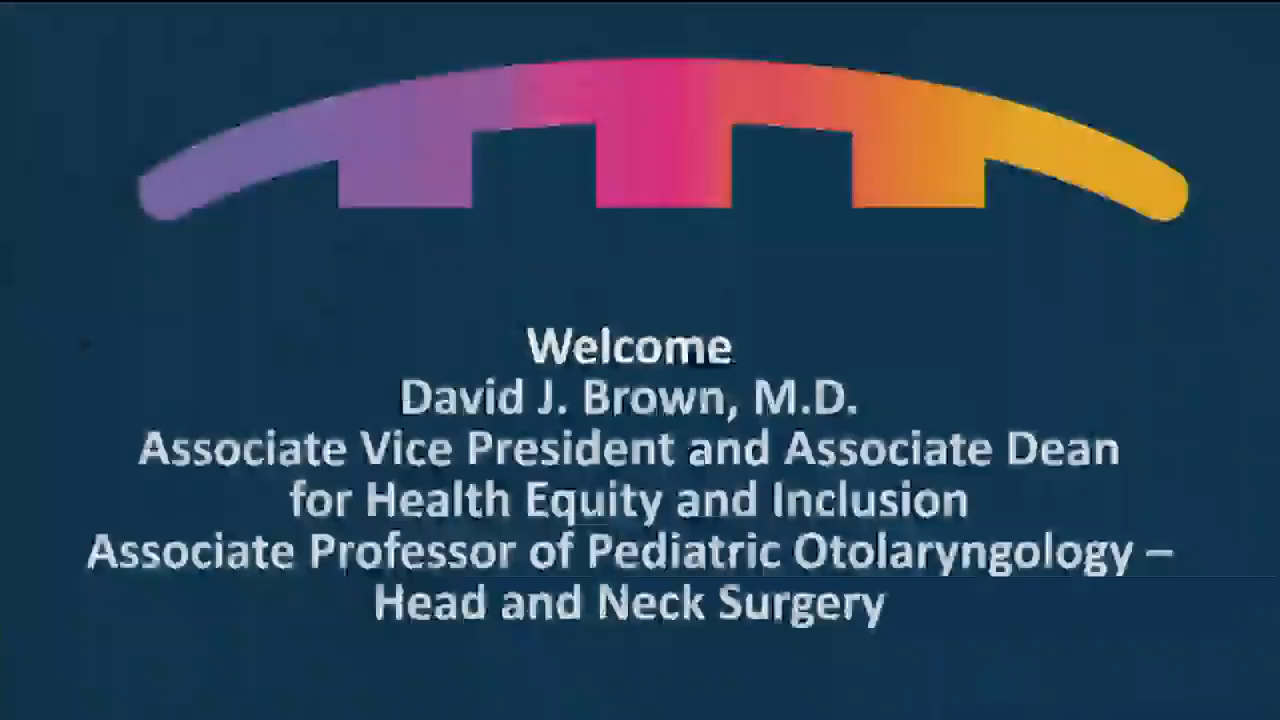 Welcome
David J. Brown, M.D.
Associate Vice President and Associate Dean
for Health Equity and Inclusion
Associate Professor of Pediatric Otolaryngology –
Head and Neck Surgery